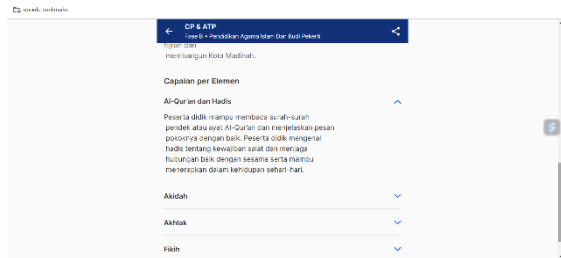 CP & ATP
Fase B • Pendidikan Agama Islam Dan Budi Pekerti
hijrah dan
membangun Kota Madinah.
Capaian per Elemen
Al-Qur'an dan Hadis
Peserta didik mampu membaca surah-surah
pendek atau ayat Al-Qur'an dan menjelaskan pesan
pokoknya dengan baik. Peserta didik mengenal
hadis tentang kewajiban salat dan menjaga
hubungan baik dengan sesama serta mampu
menerapkan dalam kehidupan sehari-hari.
Akidah
Akhlak
Fikih